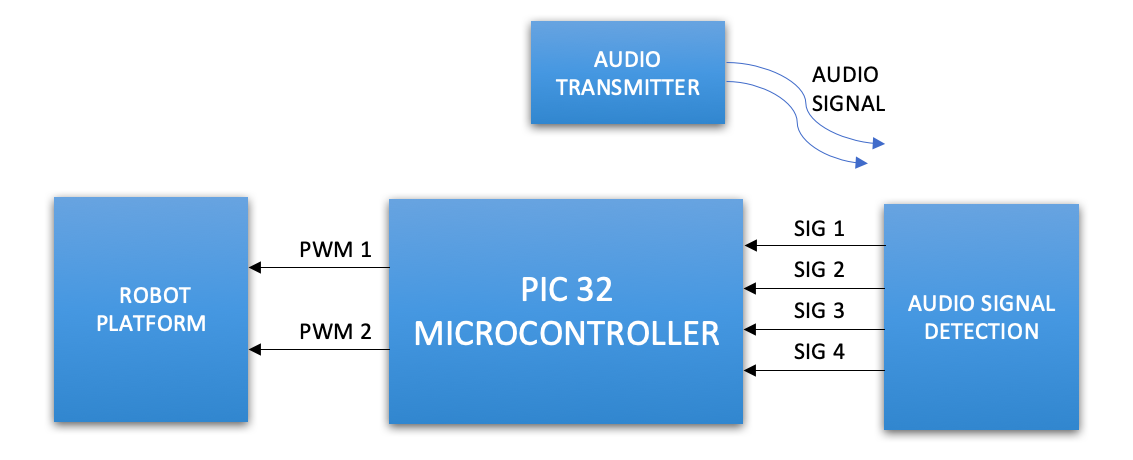 AUDIO
TRANSMITTER
AUDIO
SIGNAL
ROBOT
PLATFORM
PWM 1
PWM 2
PIC 32
MICROCONTROLLER
SIG 1
SIG 2
SIG 3
SIG 4
AUDIO SIGNAL
DETECTION